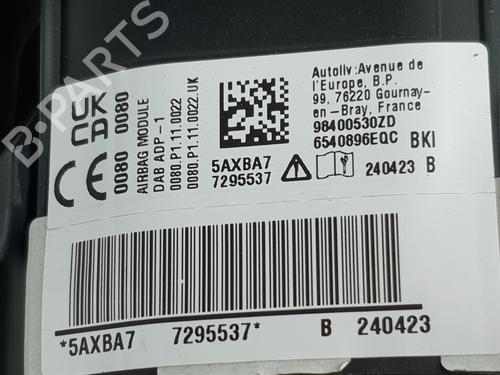 B-PARTS
UK
CA
0080 0080
AIRBAG MODULE
DAB ADP-1
0080.P1.11.0022
0080.P1.11.0022.UK
5AXBA7
7295537
Autoliv :Avenue de
l'Europe, B.P.
99, 76220 Gournay-
en-Bray, France
98400530ZD
6540896EQC BKI
240423 B
*5AXBA7 7295537* B 240423